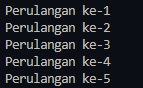 Perulangan ke-1
Perulangan ke-2
Perulangan ke-3
Perulangan ke-4
Perulangan ke-5